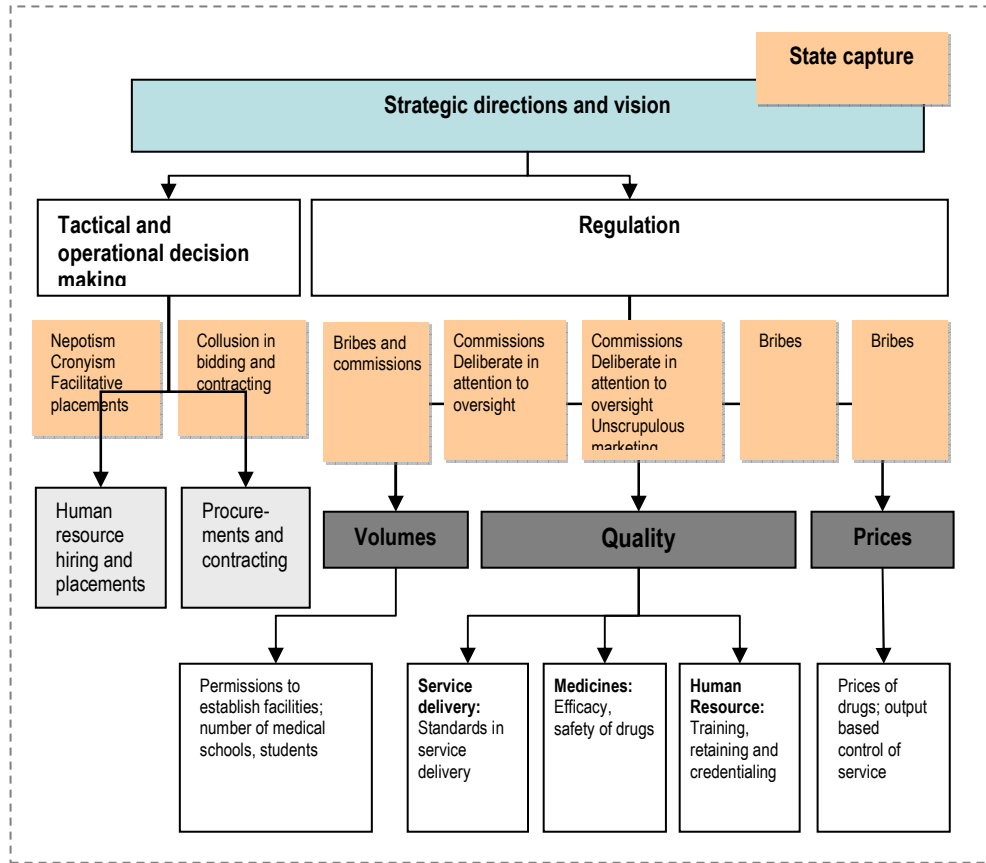 State capture
Strategic directions and vision
Tactical and
operational decision
making
Regulation
Nepotism
Cronyism
Facilitative
placements
Collusion in
bidding and
contracting
Bribes and
commissions
Commissions
Deliberate in
attention to
oversight
Commissions
Deliberate in
attention to
oversight
Unscrupulous
marketing
Bribes
Bribes
Human
resource
hiring and
placements
Procure-
ments and
contracting
Volumes
Quality
Prices
Permissions to
establish facilities;
number of medical
schools, students
Service
delivery:
Standards in
service
delivery
Medicines:
Efficacy,
safety of drugs
Human
Resource:
Training,
retaining and
credentialing
Prices of
drugs; output
based
control of
service